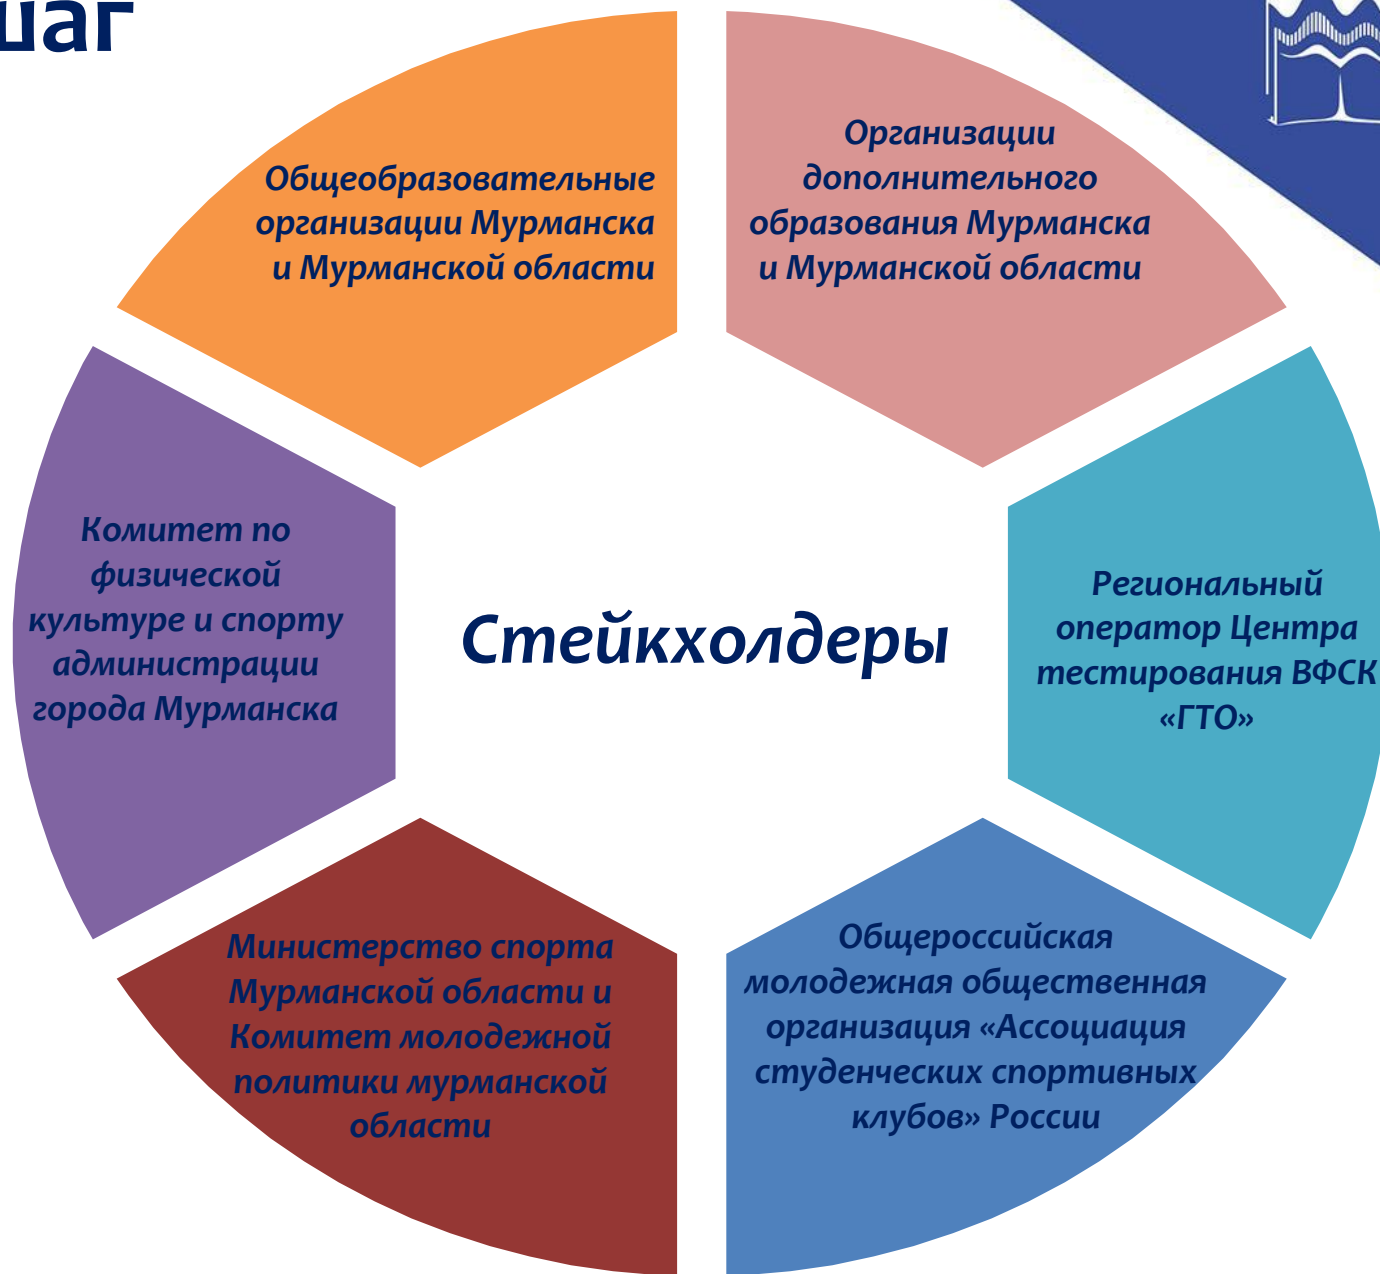 шаг
Общеобразовательные
организации Мурманска
и Мурманской области
Организации
дополнительного
образования Мурманска
и Мурманской области
Комитет по
физической
культуре и спорту
администрации
города Мурманска
Стейкхолдеры
Региональный
оператор Центра
тестирования ВФСК
«ГТО»
Министерство спорта
Мурманской области и
Комитет молодежной
политики мурманской
области
Общероссийская
молодежная общественная
организация «Ассоциация
студенческих спортивных
клубов» России